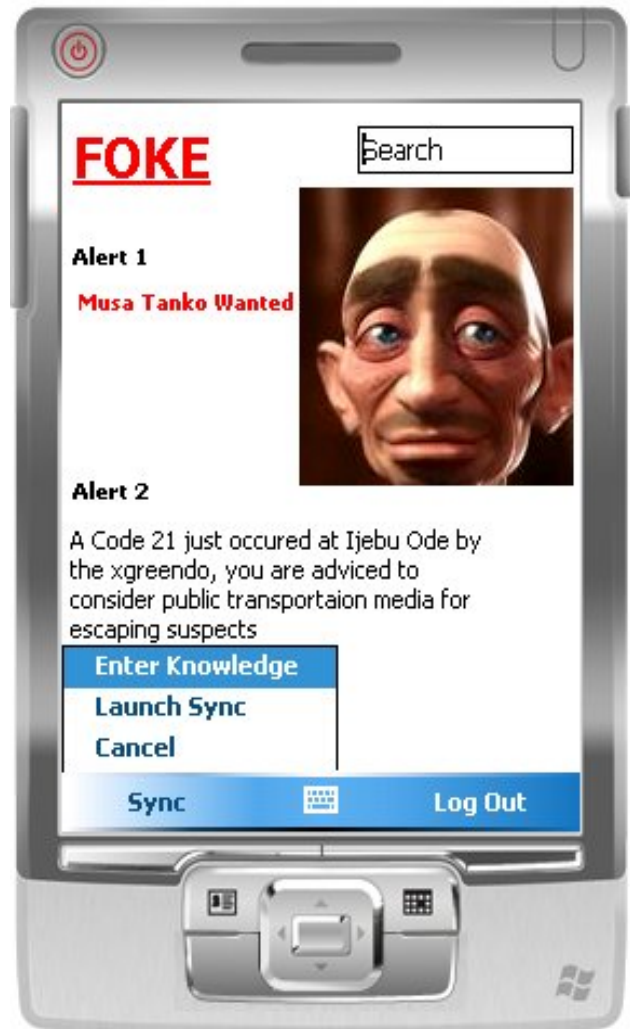 FOKE
Search
Alert 1
Musa Tanko Wanted
Alert 2
A Code 21 just occured at Ijebu Ode by
the xgreendo, you are adviced to
consider public transportaion media for
escaping suspects
Enter Knowledge
Launch Sync
Cancel
Sync
Log Out